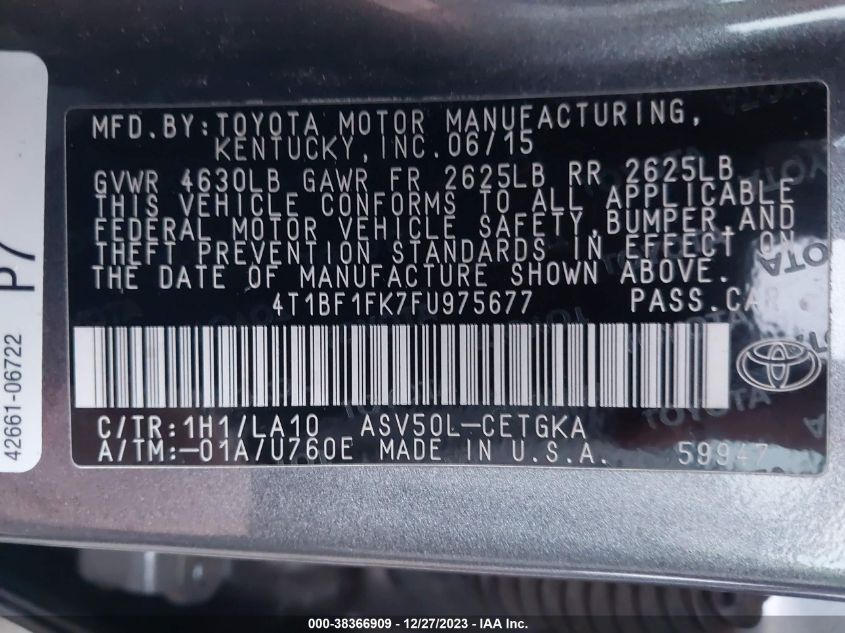 MFD.BY:TOYOTA MOTOR MANUFACTURING,
KENTUCKY,INC.06/15
GVWR 4630LB GAWR FR 2625LB RR 2625LB
THIS VEHICLE CONFORMS TO ALL APPLICABLE
FEDERAL MOTOR VEHICLE SAFETY,BUMPER,AND
THEFT PREVENTION STANDARDS IN EFFECT ON
THE DATE OF MANUFACTURE SHOWN ABOVE.
4T1BF1FK7FU975677 PASS.CAR
C/TR:1H1/LA10 ASV50L-CETGKA
A/TM:-01A/U760E MADE IN U.S.A. 59947
P7
42661-06722
000-38366909 - 12/27/2023 - IAA Inc.